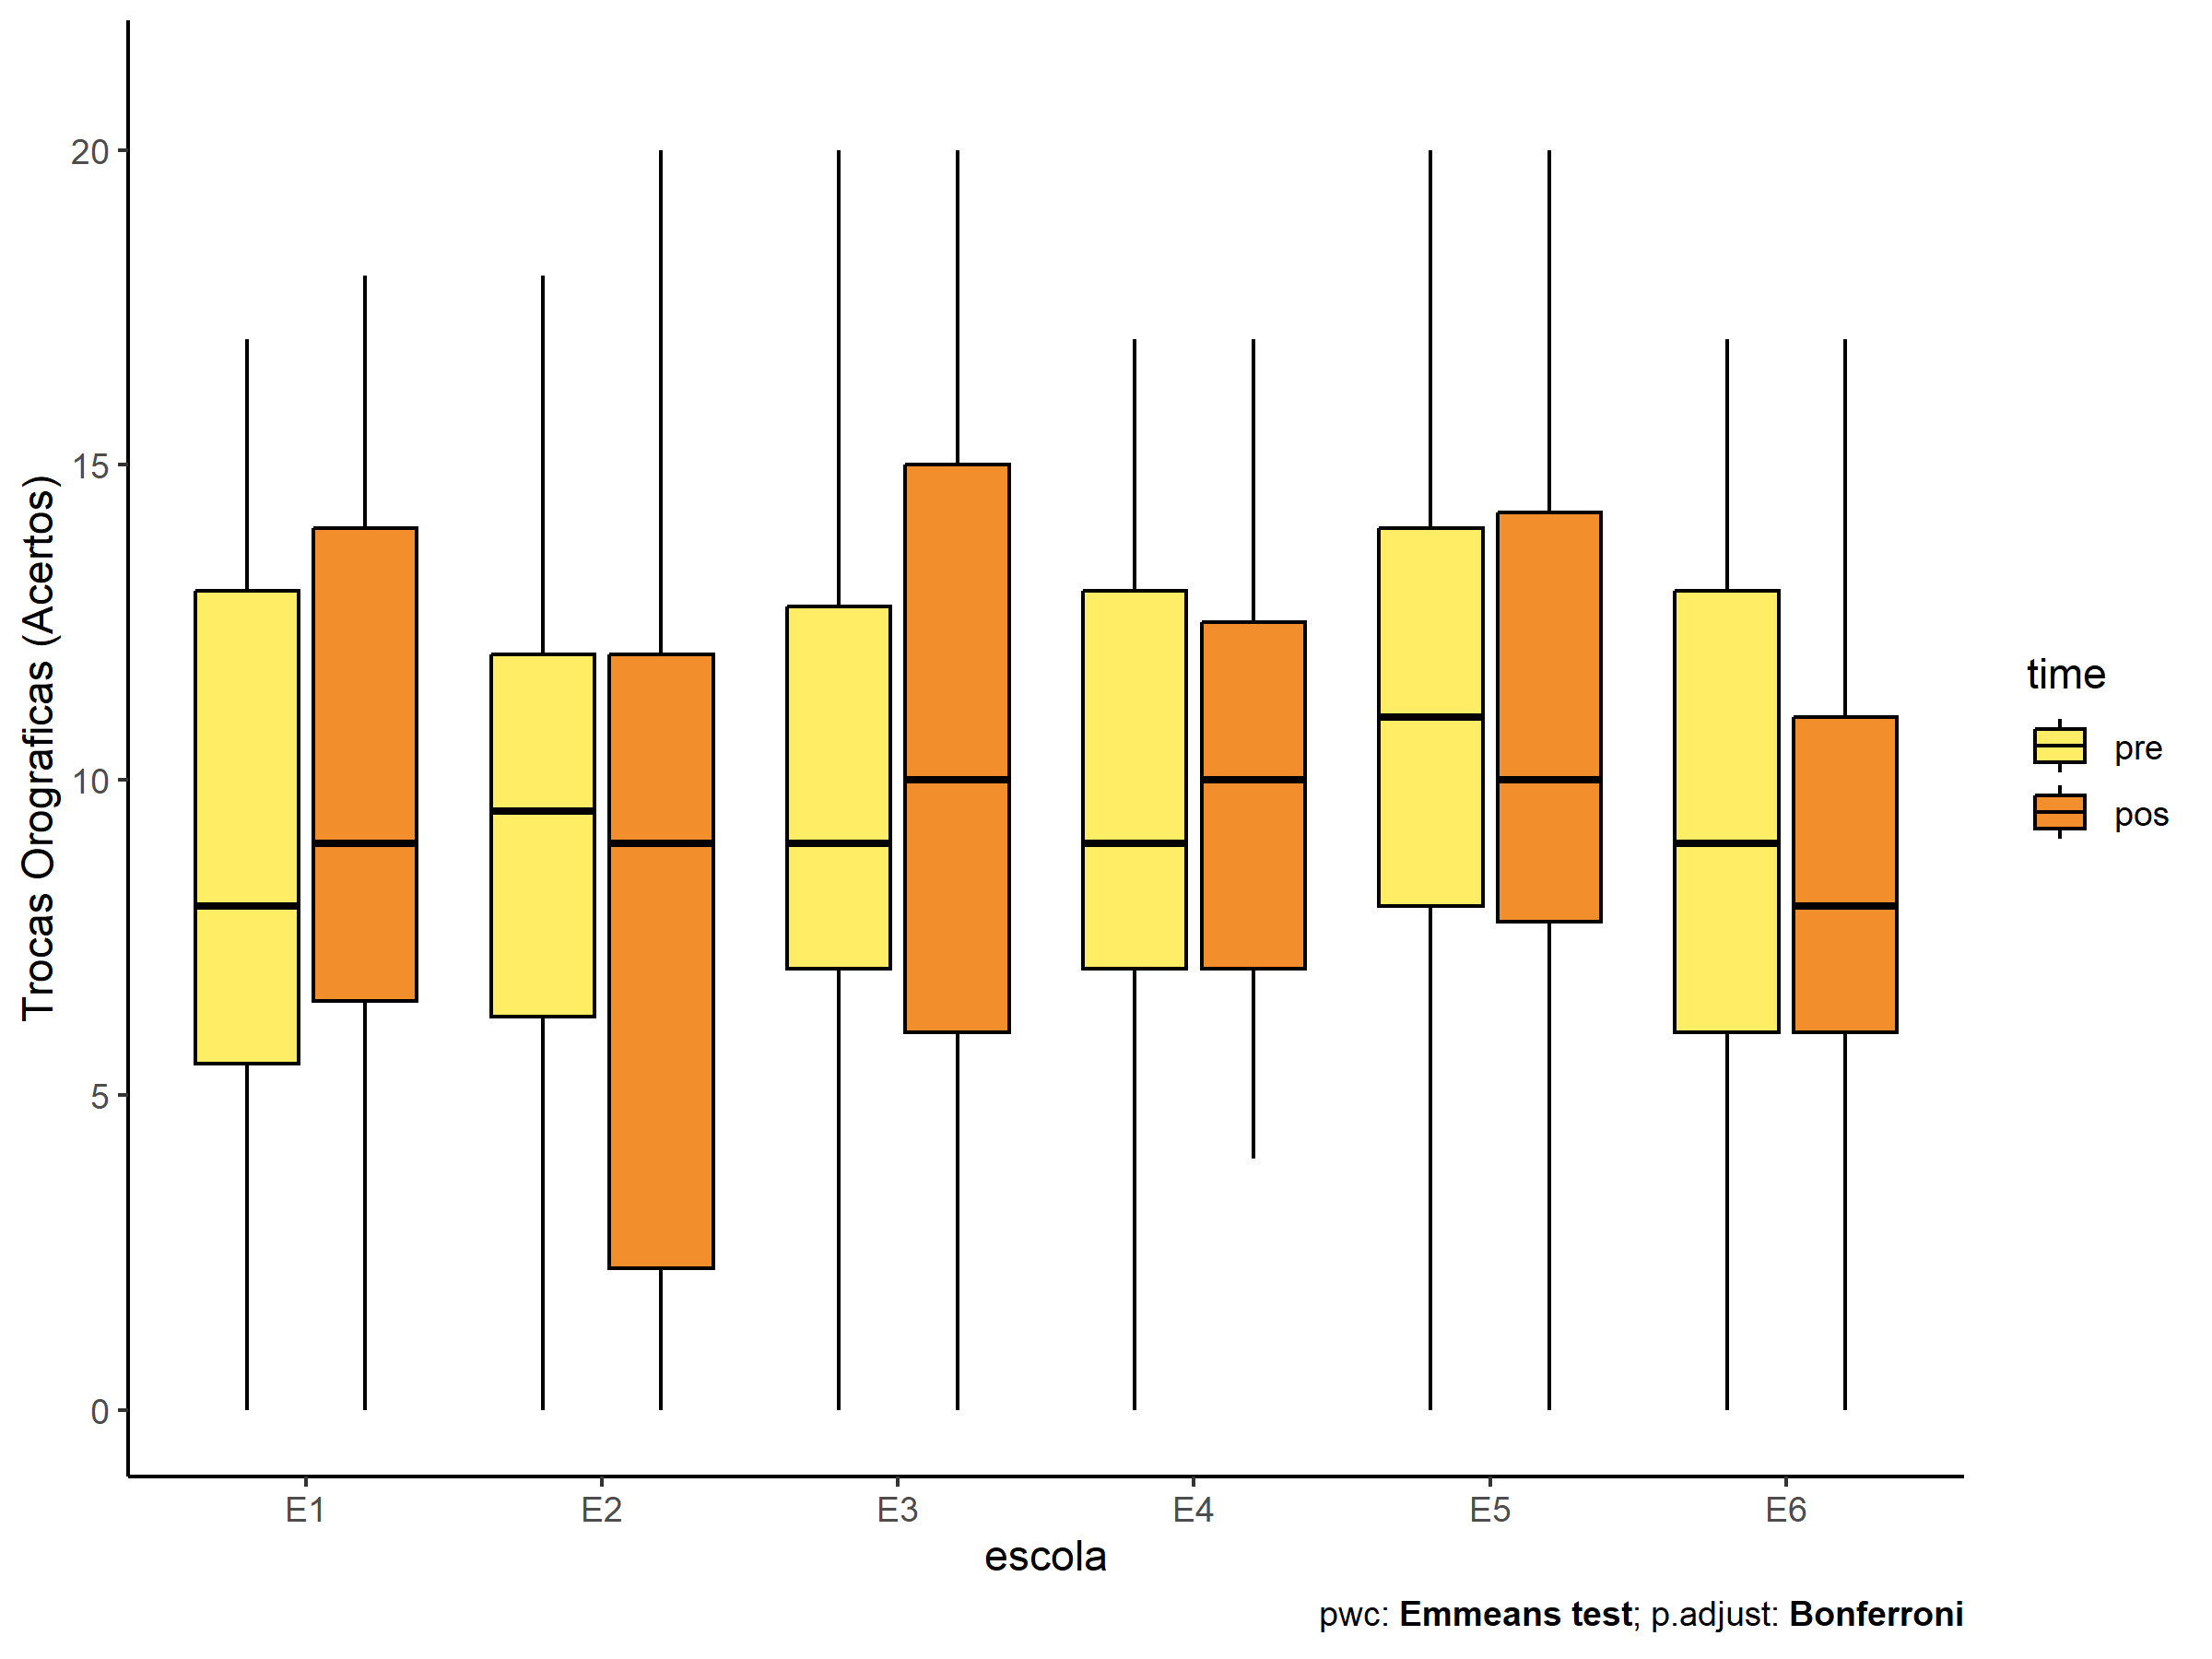 Trocas Orograficas (Acertos)
20
15
10
5
0
E1 E2 E3 E4 E5 E6
escola
time
pre
pos
pwc: Emmeans test; p.adjust: Bonferroni